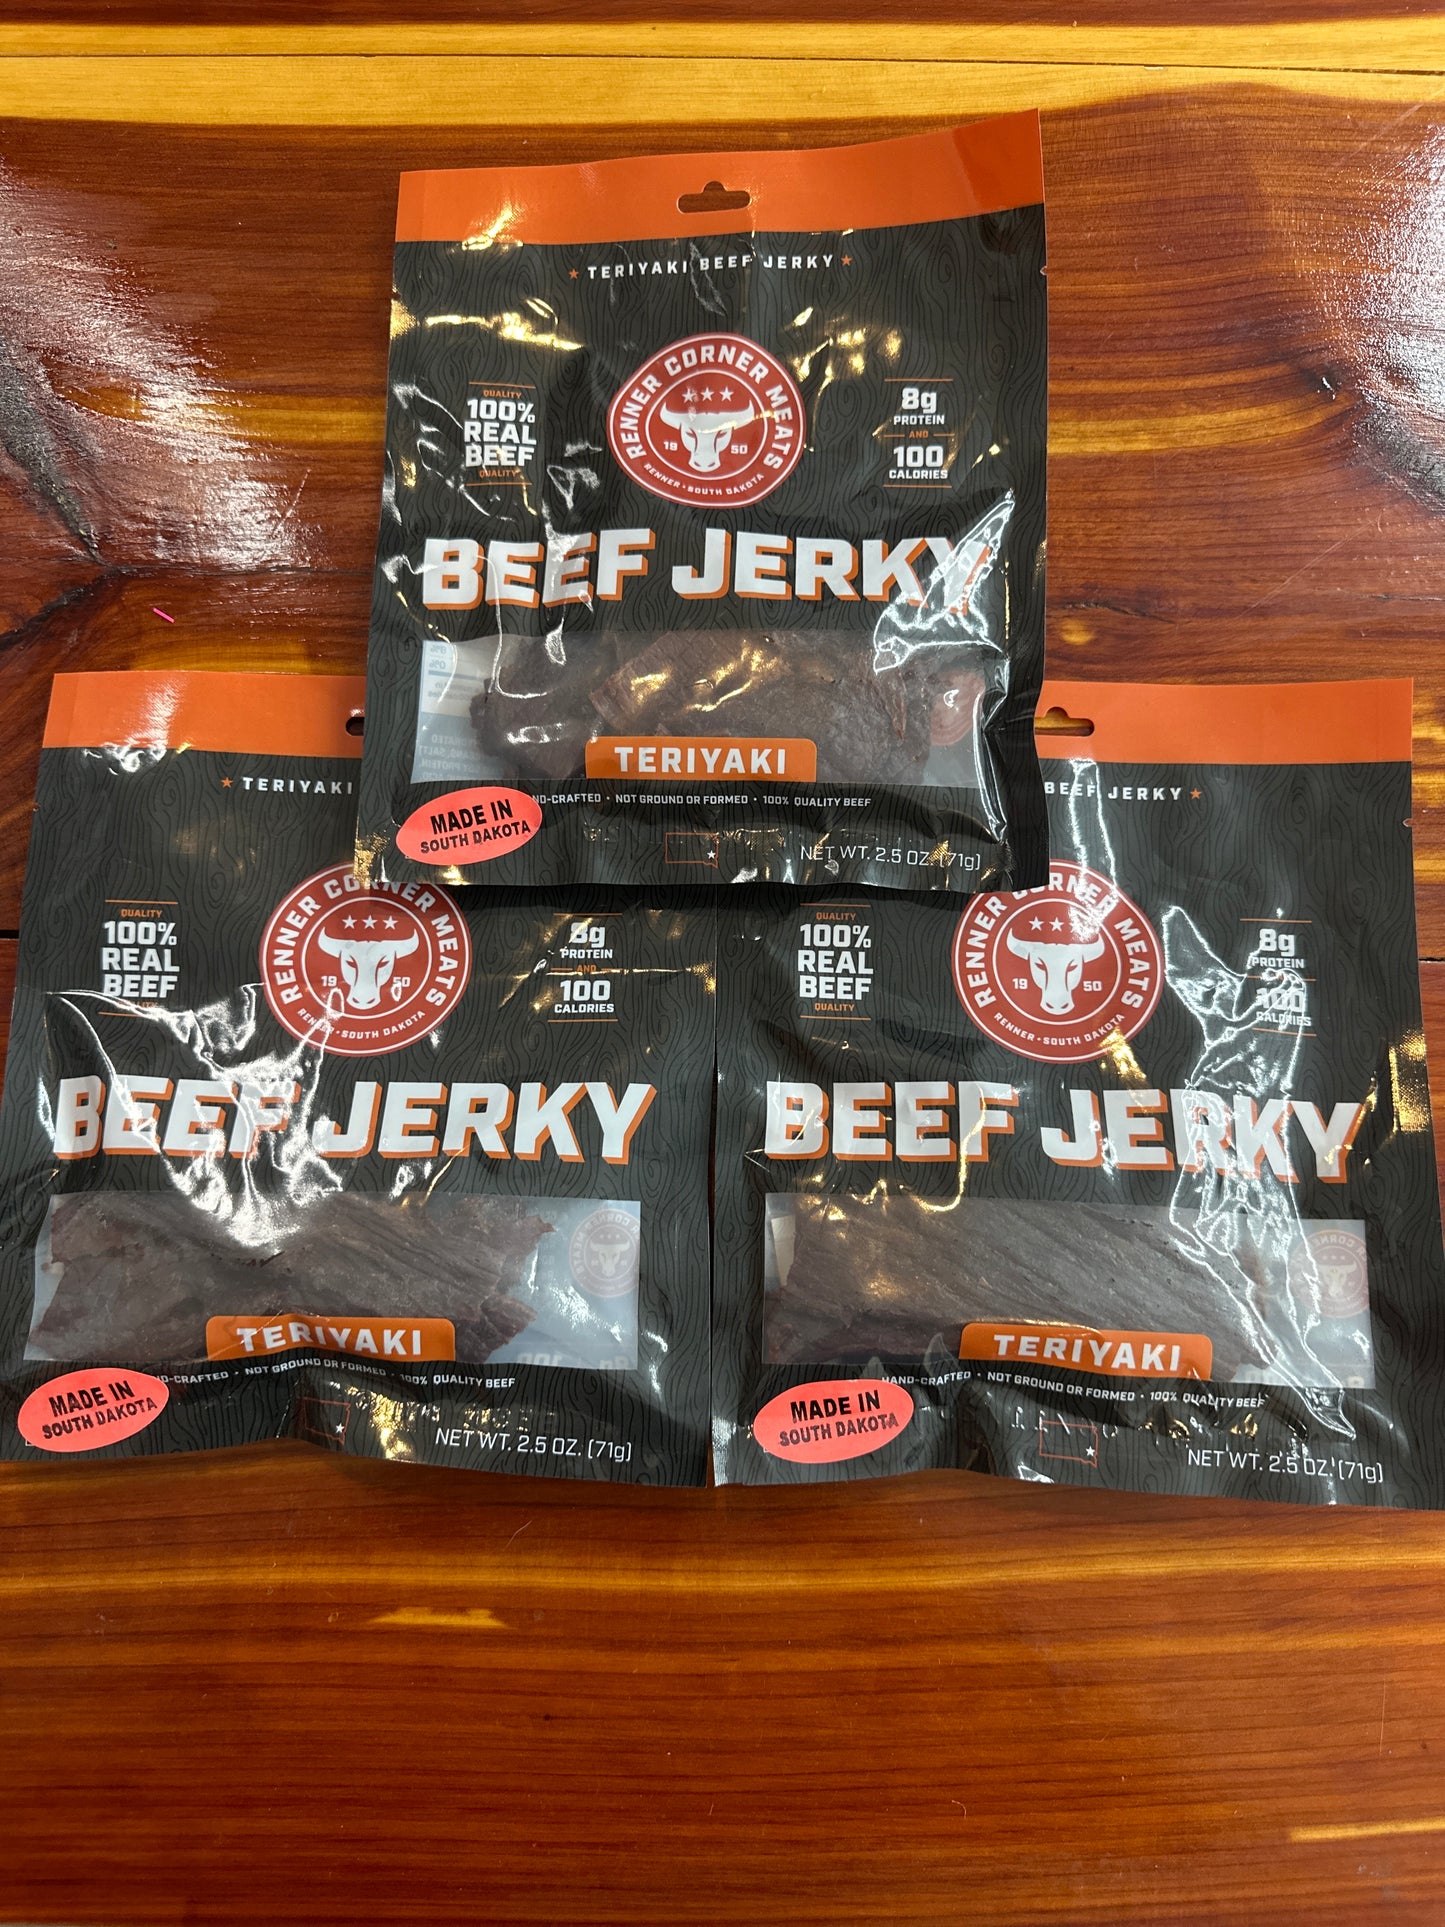 ★ TERIYAKI BEEF JERKY ★
RENNER CORNER MEATS
19 50
RENNER • SOUTH DAKOTA
QUALITY
100%
REAL
BEEF
QUALITY
8g
PROTEIN
AND
100
CALORIES
BEEF JERKY
TERIYAKI
ND-CRAFTED • NOT GROUND OR FORMED • 100% QUALITY BEEF
MADE IN
SOUTH DAKOTA
NET WT. 2.5 OZ. (71g)
★ TERIYAKI
RENNER CORNER MEATS
19 50
RENNER • SOUTH DAKOTA
QUALITY
100%
REAL
BEEF
QUALITY
8g
PROTEIN
AND
100
CALORIES
BEEF JERKY
TERIYAKI
ND-CRAFTED • NOT GROUND OR FORMED • 100% QUALITY BEEF
MADE IN
SOUTH DAKOTA
NET WT. 2.5 OZ. (71g)
BEEF JERKY ★
RENNER CORNER MEATS
19 50
RENNER • SOUTH DAKOTA
QUALITY
100%
REAL
BEEF
QUALITY
8g
PROTEIN
100
CALORIES
BEEF JERKY
TERIYAKI
HAND-CRAFTED • NOT GROUND OR FORMED • 100% QUALITY BEEF
MADE IN
SOUTH DAKOTA
NET WT. 2.5 OZ. (71g)